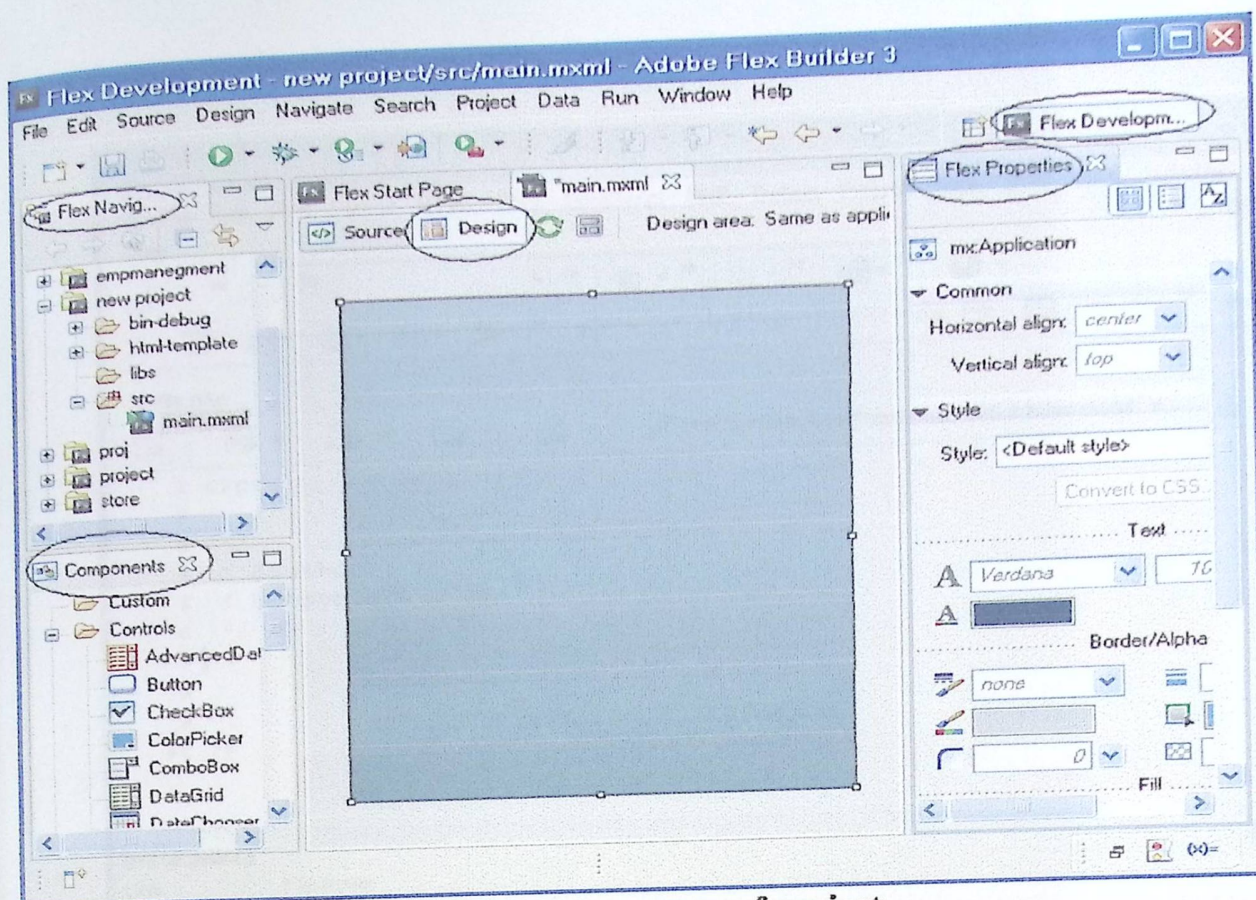 Flex Development - new project/src/main.mxml - Adobe Flex Builder 3
File Edit Source Design Navigate Search Project Data Run Window Help
Flex Developm...
Flex Navig...
Flex Start Page
*main.mxml
Flex Properties
Source
Design
Design area: Same as appli
mx:Application
empmanegment
new project
bin-debug
html-template
libs
src
main.mxml
proj
project
store
Common
Horizontal align: center
Vertical align: top
Style
Style: <Default style>
Convert to CSS...
Text
Verdana
10
Border/Alpha
none
0
Fill
Components
Custom
Controls
AdvancedDat
Button
CheckBox
ColorPicker
ComboBox
DataGrid
DateChooser
(x)=